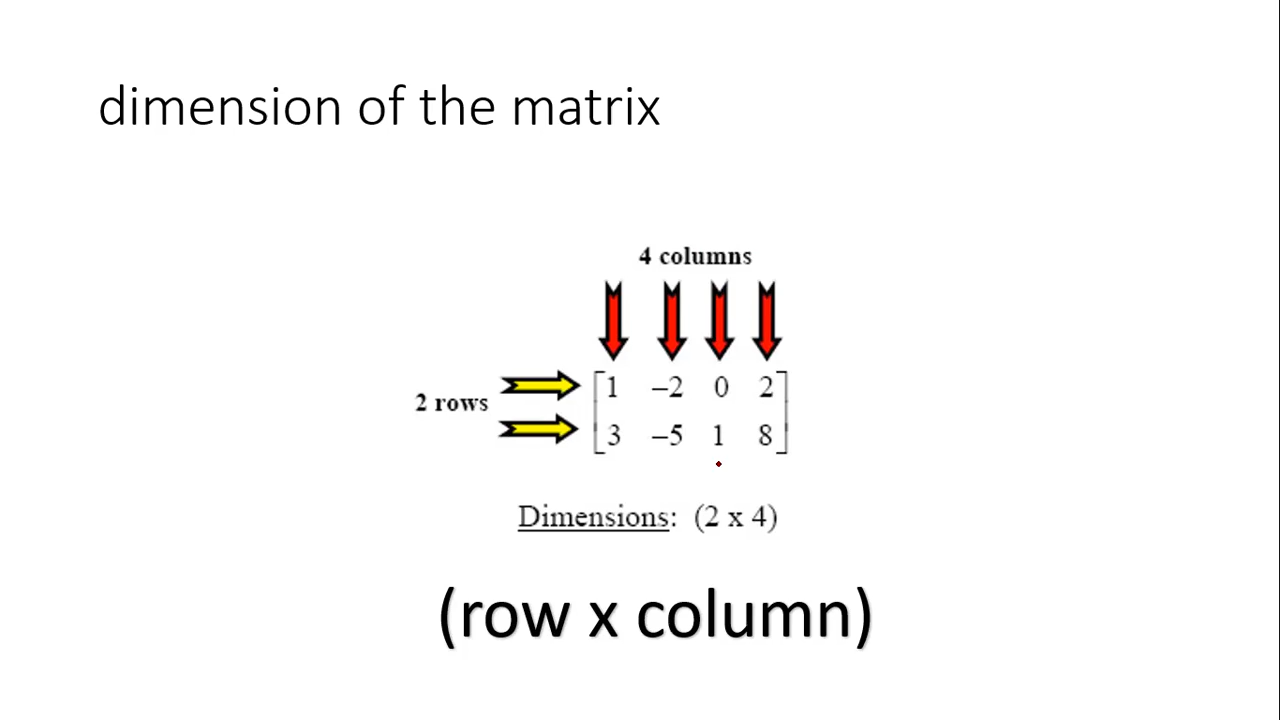 dimension of the matrix
4 columns
2 rows
1 –2 0 2
3 –5 1 8
Dimensions: (2 x 4)
(row x column)